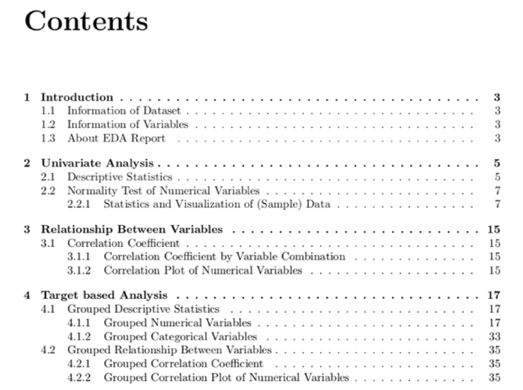 Contents
1 Introduction . . . . . . . . . . . . . . . . . . . . . . . . . . . . . . . . . . . . . 3
1.1 Information of Dataset . . . . . . . . . . . . . . . . . . . . . . . . . . . . . . 3
1.2 Information of Variables . . . . . . . . . . . . . . . . . . . . . . . . . . . . . 3
1.3 About EDA Report . . . . . . . . . . . . . . . . . . . . . . . . . . . . . . . 3
2 Univariate Analysis . . . . . . . . . . . . . . . . . . . . . . . . . . . . . . . . . 5
2.1 Descriptive Statistics . . . . . . . . . . . . . . . . . . . . . . . . . . . . . . . 5
2.2 Normality Test of Numerical Variables . . . . . . . . . . . . . . . . . . . . . . 7
2.2.1 Statistics and Visualization of (Sample) Data . . . . . . . . . . . . . . . 7
3 Relationship Between Variables . . . . . . . . . . . . . . . . . . . . . . . . . . 15
3.1 Correlation Coefficient . . . . . . . . . . . . . . . . . . . . . . . . . . . . . . 15
3.1.1 Correlation Coefficient by Variable Combination . . . . . . . . . . . . . 15
3.1.2 Correlation Plot of Numerical Variables . . . . . . . . . . . . . . . . . 15
4 Target based Analysis . . . . . . . . . . . . . . . . . . . . . . . . . . . . . . . 17
4.1 Grouped Descriptive Statistics . . . . . . . . . . . . . . . . . . . . . . . . . . 17
4.1.1 Grouped Numerical Variables . . . . . . . . . . . . . . . . . . . . . . . 17
4.1.2 Grouped Categorical Variables . . . . . . . . . . . . . . . . . . . . . . 33
4.2 Grouped Relationship Between Variables . . . . . . . . . . . . . . . . . . . . . 35
4.2.1 Grouped Correlation Coefficient . . . . . . . . . . . . . . . . . . . . . 35
4.2.2 Grouped Correlation Plot of Numerical Variables . . . . . . . . . . . . . 35